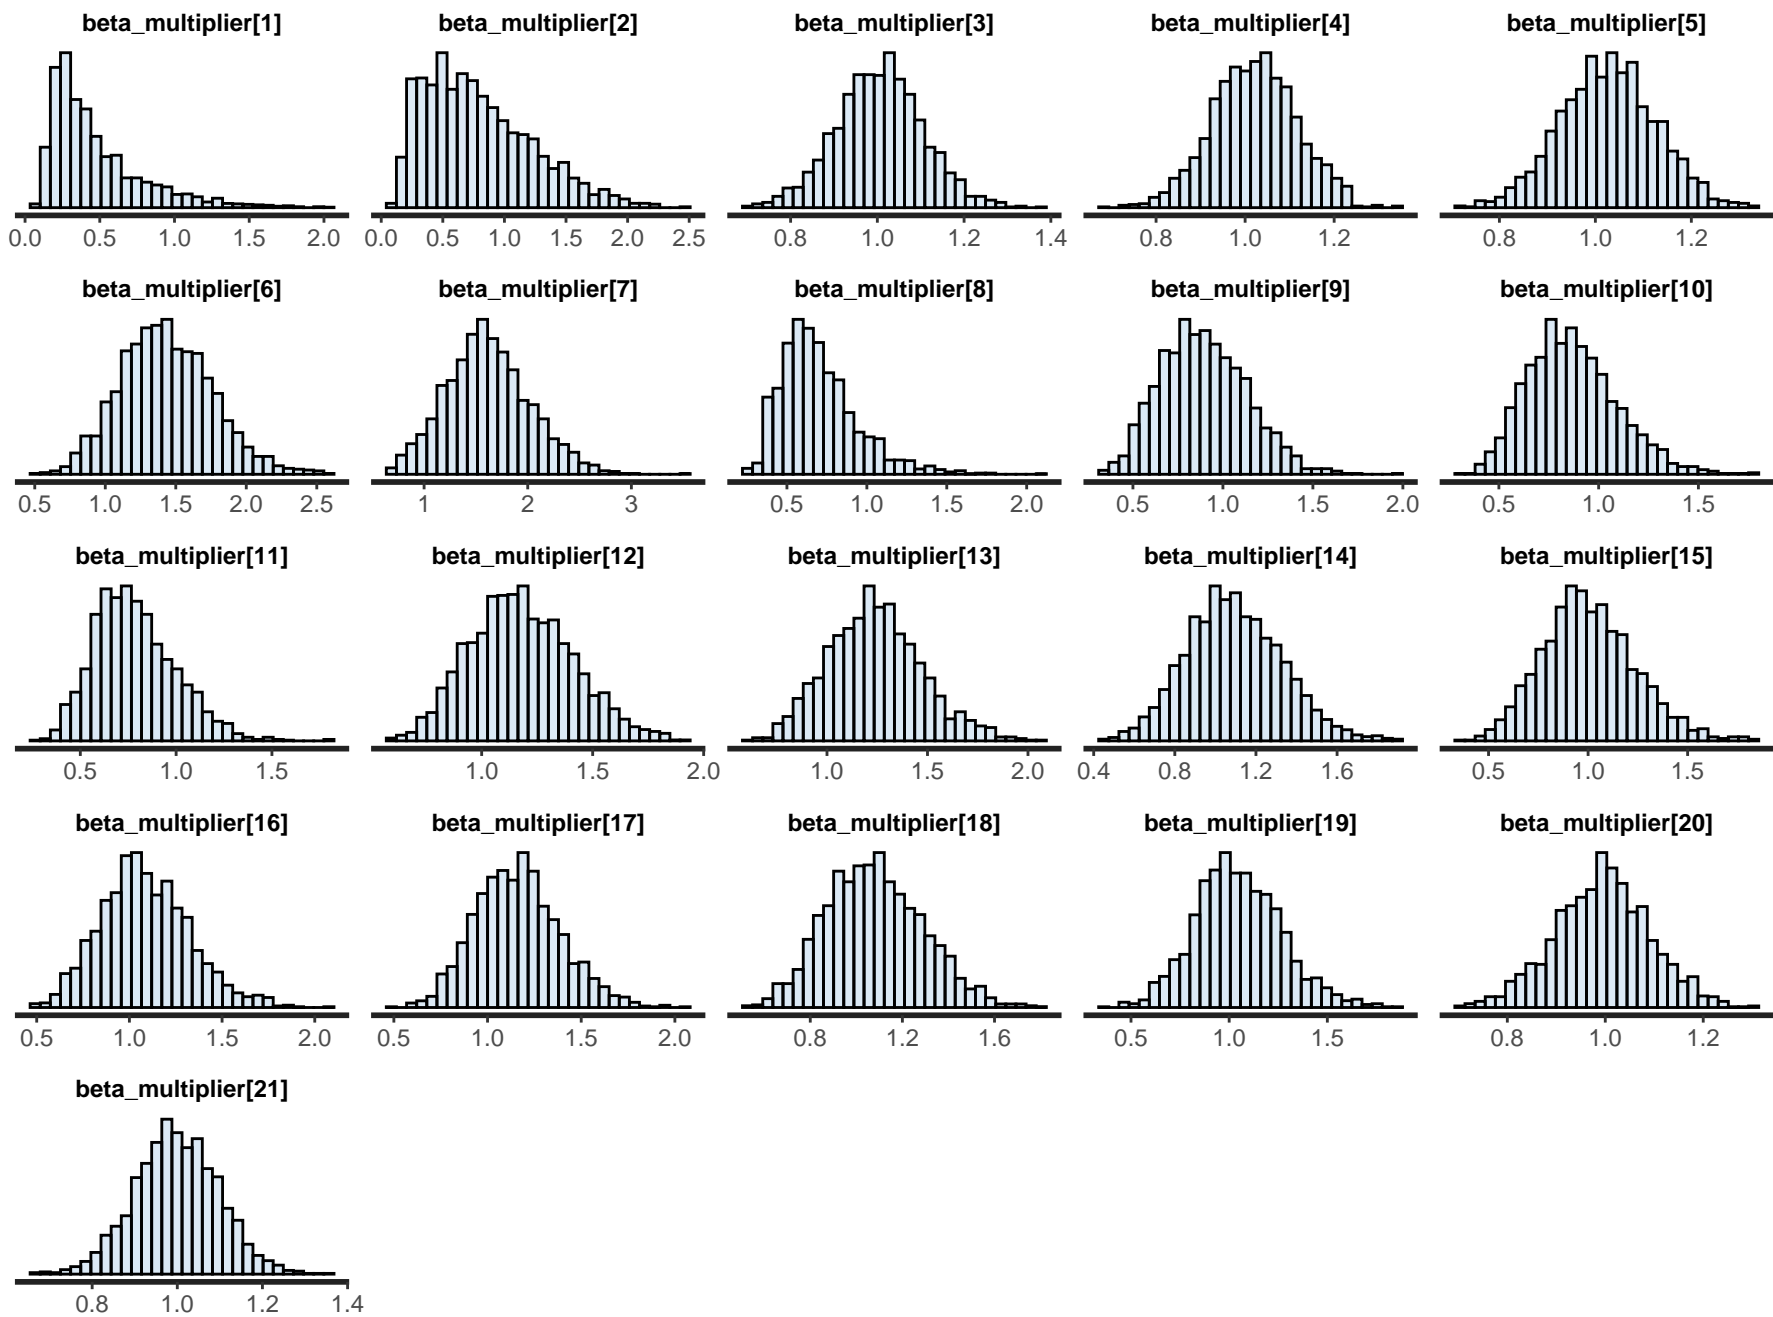 beta_multiplier[1] beta_multiplier[2] beta_multiplier[3] beta_multiplier[4] beta_multiplier[5]
0.0 0.5 1.0 1.5 2.0 0.0 0.5 1.0 1.5 2.0 2.5 0.8 1.0 1.2 1.4 0.8 1.0 1.2 0.8 1.0 1.2
beta_multiplier[6] beta_multiplier[7] beta_multiplier[8] beta_multiplier[9] beta_multiplier[10]
0.5 1.0 1.5 2.0 2.5 1 2 3 0.5 1.0 1.5 2.0 0.5 1.0 1.5 2.0 0.5 1.0 1.5
beta_multiplier[11] beta_multiplier[12] beta_multiplier[13] beta_multiplier[14] beta_multiplier[15]
0.5 1.0 1.5 1.0 1.5 2.0 1.0 1.5 2.0 0.4 0.8 1.2 1.6 0.5 1.0 1.5
beta_multiplier[16] beta_multiplier[17] beta_multiplier[18] beta_multiplier[19] beta_multiplier[20]
0.5 1.0 1.5 2.0 0.5 1.0 1.5 2.0 0.8 1.2 1.6 0.5 1.0 1.5 0.8 1.0 1.2
beta_multiplier[21]
0.8 1.0 1.2 1.4